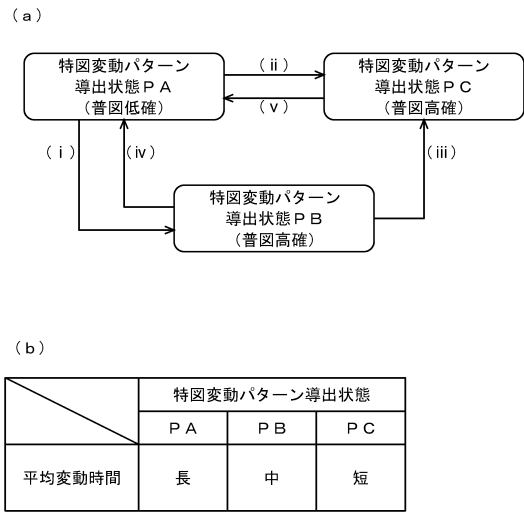 （ａ）
特図変動パターン
導出状態ＰＡ
（普図低確）
（ⅱ）
（ⅴ）
特図変動パターン
導出状態ＰＣ
（普図高確）
（ⅰ）
（ⅳ）
（ⅲ）
特図変動パターン
導出状態ＰＢ
（普図高確）
（ｂ）
特図変動パターン導出状態
ＰＡ ＰＢ ＰＣ
平均変動時間 長 中 短